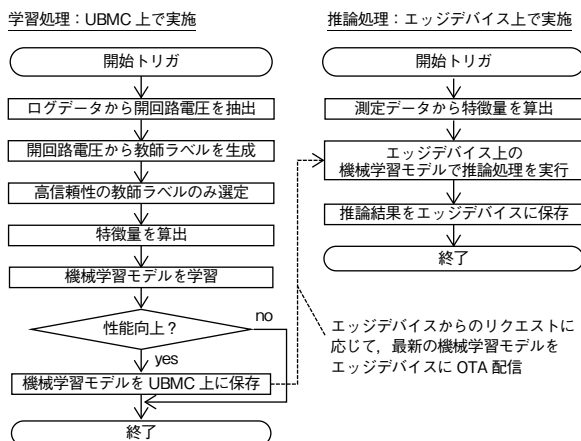 学習処理：UBMC 上で実施
開始トリガ
ログデータから開回路電圧を抽出
開回路電圧から教師ラベルを生成
高信頼性の教師ラベルのみ選定
特徴量を算出
機械学習モデルを学習
性能向上？
no
yes
機械学習モデルを UBMC 上に保存
終了
推論処理：エッジデバイス上で実施
開始トリガ
測定データから特徴量を算出
エッジデバイス上の
機械学習モデルで推論処理を実行
推論結果をエッジデバイスに保存
終了
エッジデバイスからのリクエストに
応じて，最新の機械学習モデルを
エッジデバイスに OTA 配信